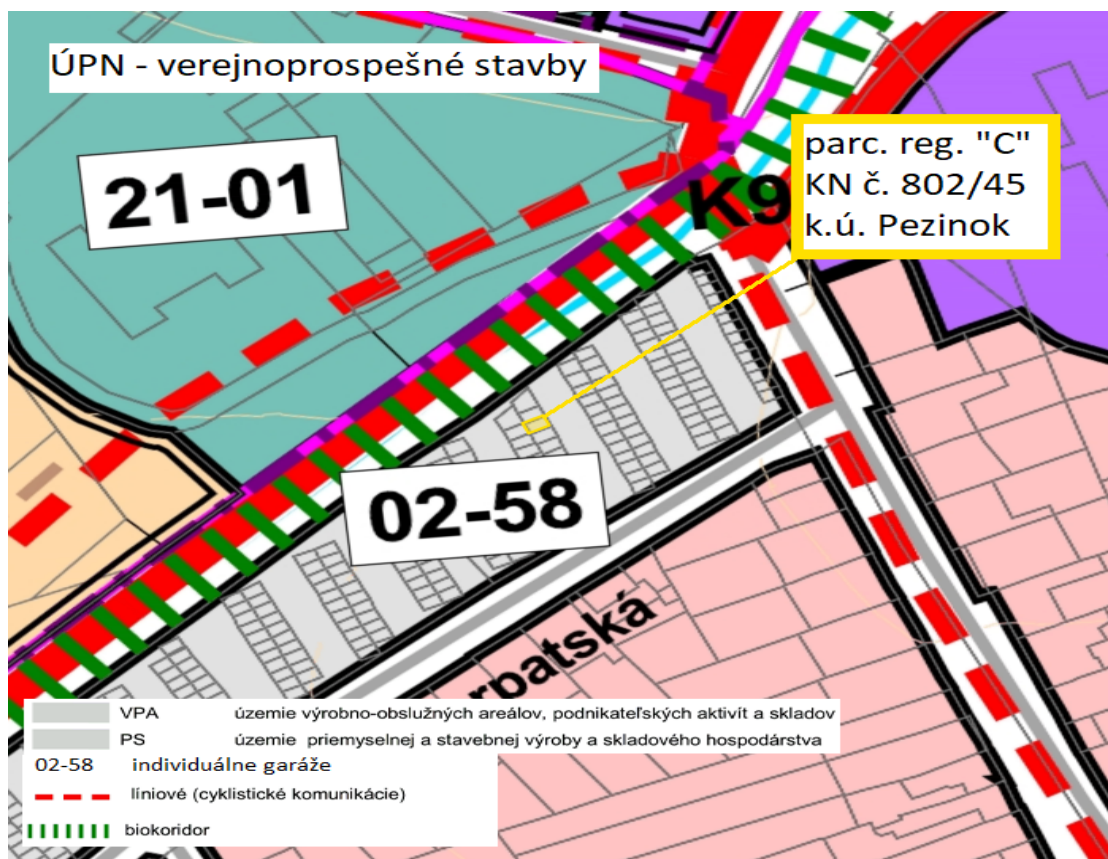 ÚPN - verejnoprospešné stavby
21-01
K9
parc. reg. "C"
KN č. 802/45
k.ú. Pezinok
02-58
rpatská
VPA územie výrobno-obslužných areálov, podnikateľských aktivít a skladov
PS územie priemyselnej a stavebnej výroby a skladového hospodárstva
02-58 individuálne garáže
líniové (cyklistické komunikácie)
biokoridor